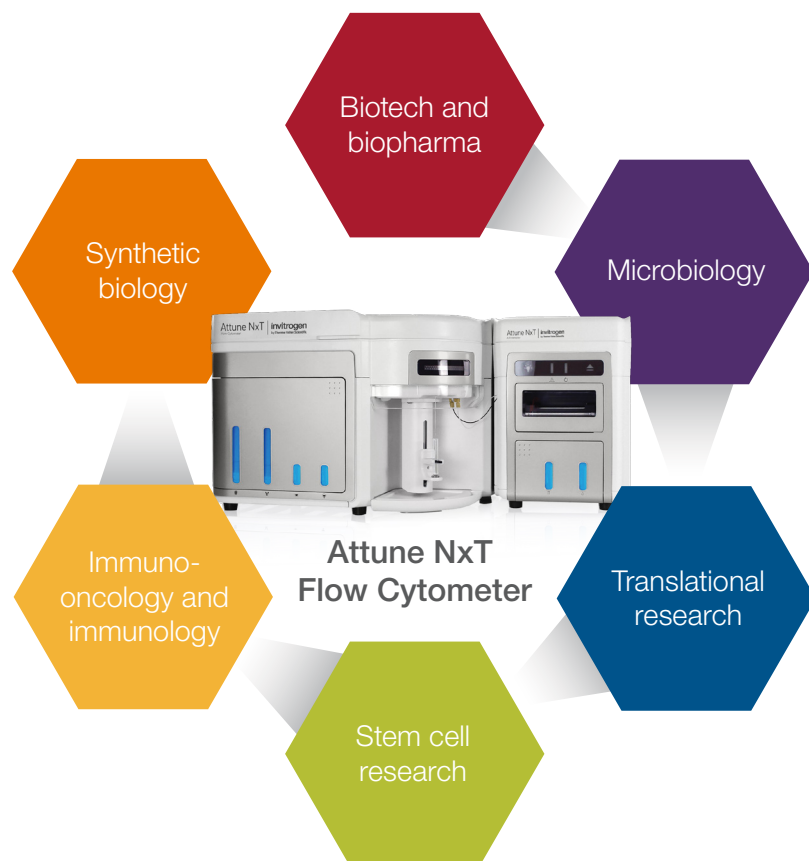 Biotech and
biopharma
Synthetic
biology
Microbiology
Attune NxT | invitrogen
Attune NxT | invitrogen
Attune NxT
Flow Cytometer
Immuno-
oncology and
immunology
Translational
research
Stem cell
research